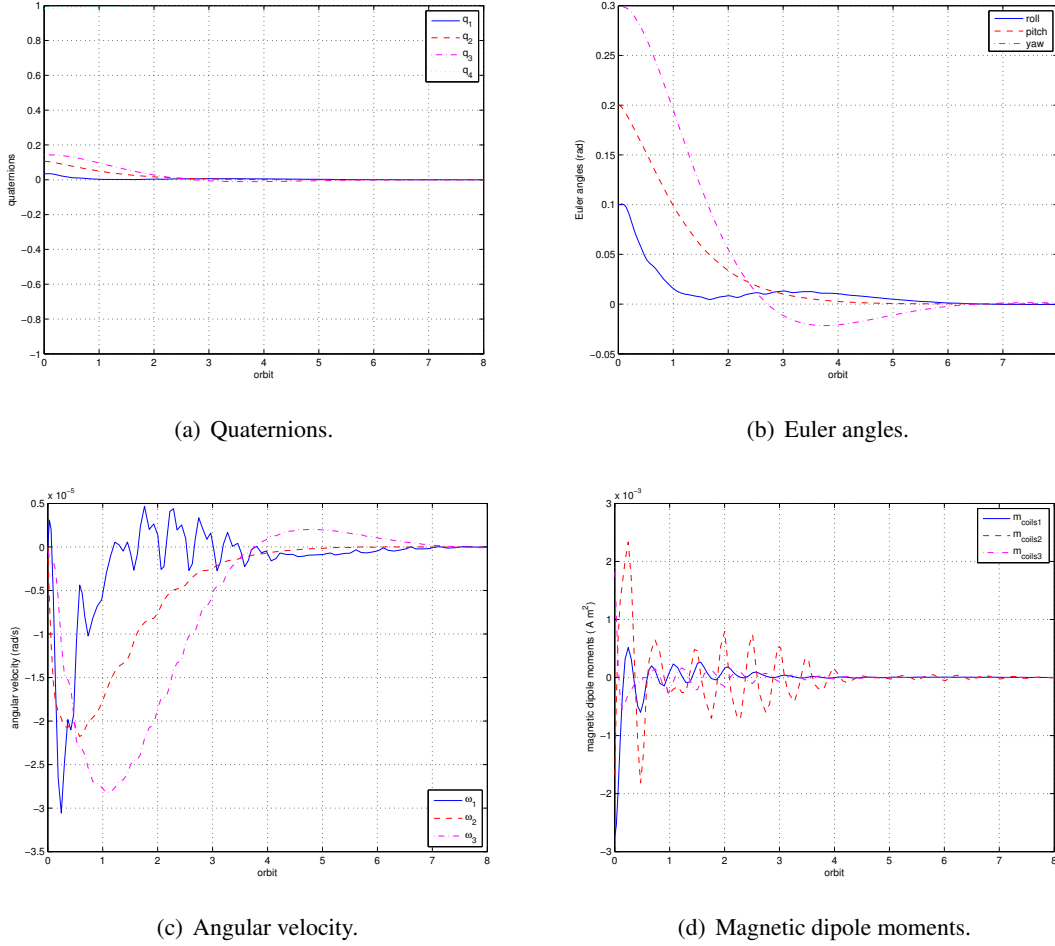 1
0.8
0.6
0.4
0.2
0
−0.2
−0.4
−0.6
−0.8
−1
quaternions
0 1 2 3 4 5 6 7 8
orbit
q1
q2
q3
q4
(a) Quaternions.
0.3
0.25
0.2
0.15
0.1
0.05
0
−0.05
Euler angles (rad)
0 1 2 3 4 5 6 7 8
orbit
roll
pitch
yaw
(b) Euler angles.
x 10−5
0.5
0
−0.5
−1
−1.5
−2
−2.5
−3
−3.5
angular velocity (rad/s)
0 1 2 3 4 5 6 7 8
orbit
ω1
ω2
ω3
(c) Angular velocity.
x 10−3
3
2
1
0
−1
−2
−3
magnetic dipole moments ( A m2)
0 1 2 3 4 5 6 7 8
orbit
mcoils1
mcoils2
mcoils3
(d) Magnetic dipole moments.